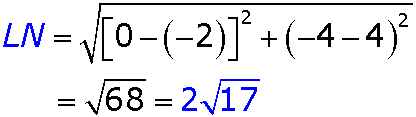 LN = √([0 − (−2)]² + (−4 − 4)²)
= √68 = 2√17